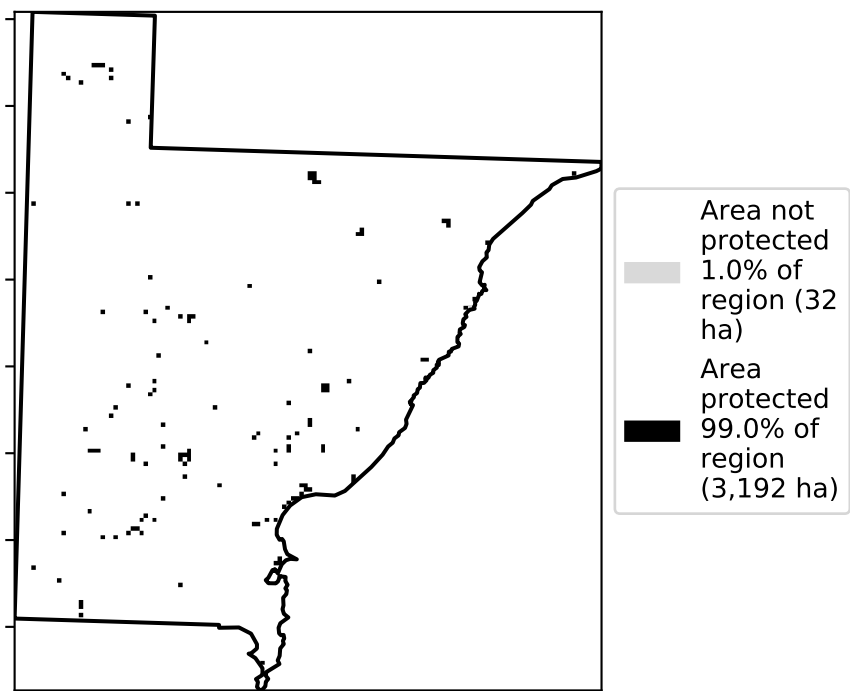 Area not
protected
1.0% of
region (32
ha)
Area
protected
99.0% of
region
(3,192 ha)